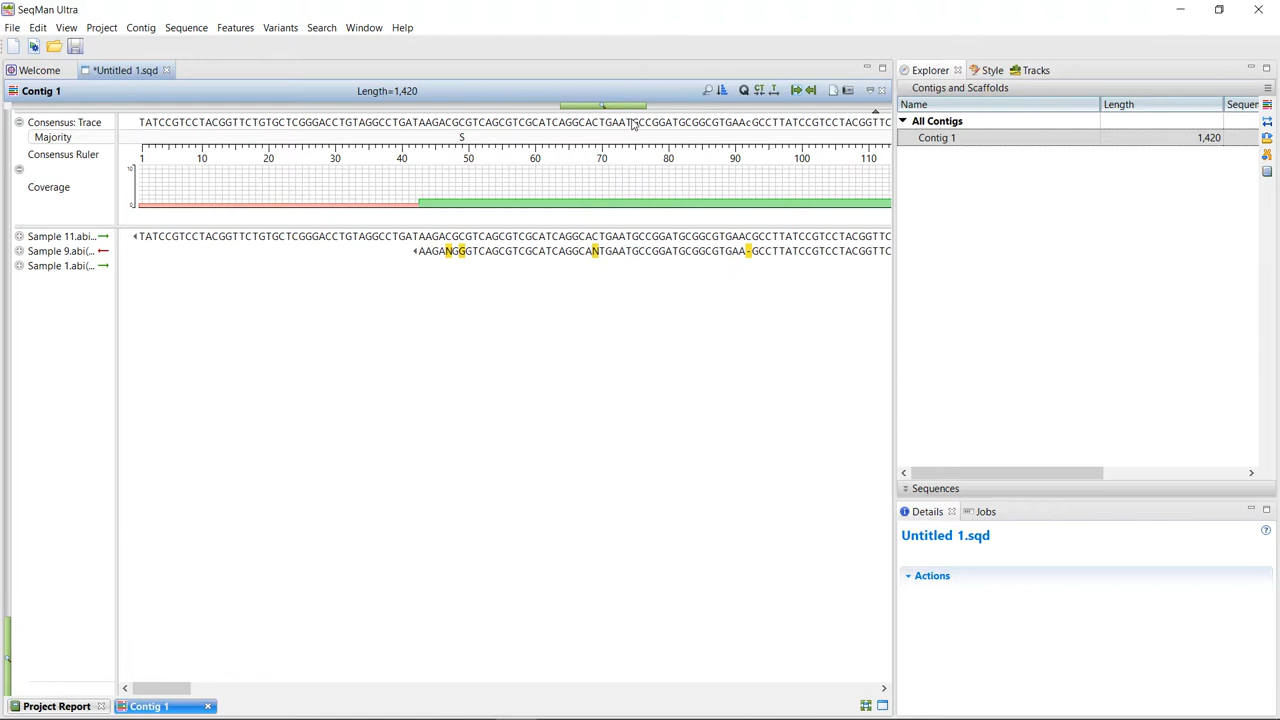 SeqMan Ultra
File Edit View Project Contig Sequence Features Variants Search Window Help
Welcome *Untitled 1.sqd
Contig 1 Length=1,420
Consensus: Trace TATCCGTCCTACGGTTCTGTGCTCGGGACCTGTAGGCCTGATAAGACGCGTCAGCGTCGCATCAGGCACTGAATGCCGGATGCGGCGTGAAcGCCTTATCCGTCCTACGGTTC
Majority S
Consensus Ruler 1 10 20 30 40 50 60 70 80 90 100 110
Coverage 10 0
Sample 11.abi... TATCCGTCCTACGGTTCTGTGCTCGGGACCTGTAGGCCTGATAAGACGCGTCAGCGTCGCATCAGGCACTGAATGCCGGATGCGGCGTGAACGCCTTATCCGTCCTACGGTTC
Sample 9.abi(... AAGANGGGTCAGCGTCGCATCAGGCANTGAATGCCGGATGCGGCGTGAA-GCCTTATCCGTCCTACGGTTC
Sample 1.abi(...
Project Report Contig 1
Explorer Style Tracks
Contigs and Scaffolds
Name Length Sequen
All Contigs
Contig 1 1,420
Sequences
Details Jobs
Untitled 1.sqd
Actions